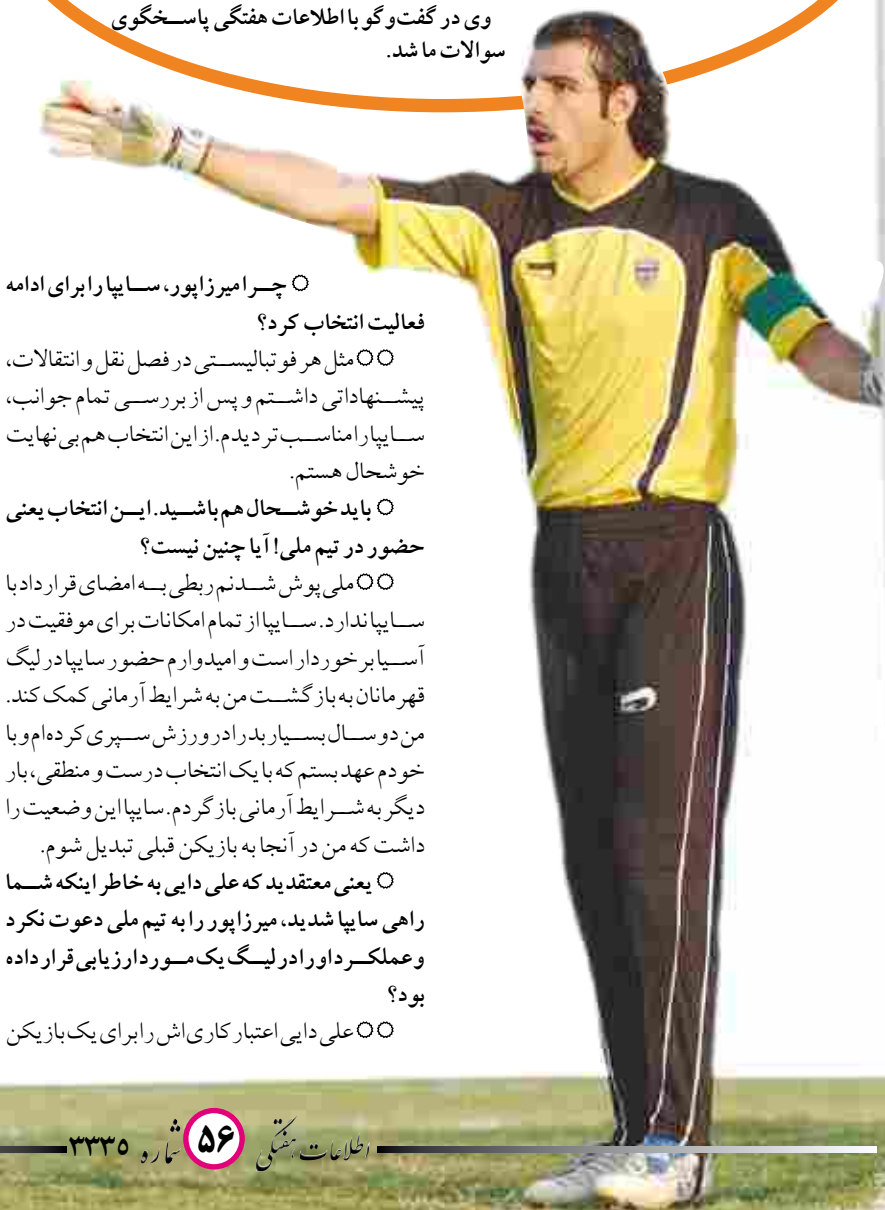 وی در گفت‌وگو با اطلاعات هفتگی پاسخگوی
سوالات ما شد.
○ چرا میرزاپور، سایپا را برای ادامه
فعالیت انتخاب کرد؟
○○ مثل هر فوتبالیستی در فصل نقل و انتقالات،
پیشنهاداتی داشتم و پس از بررسی تمام جوانب،
سایپا را مناسب‌تر دیدم. از این انتخاب هم بی‌نهایت
خوشحال هستم.
○ باید خوشحال هم باشید. این انتخاب یعنی
حضور در تیم ملی! آیا چنین نیست؟
○○ ملی‌پوش شدنم ربطی به امضای قرارداد با
سایپا ندارد. سایپا از تمام امکانات برای موفقیت در
آسیا برخوردار است و امیدوارم حضور سایپا در لیگ
قهرمانان به بازگشت من به شرایط آرمانی کمک کند.
من دو سال بسیار بد را در ورزش سپری کرده‌ام و با
خودم عهد بستم که با یک انتخاب درست و منطقی، بار
دیگر به شرایط آرمانی بازگردم. سایپا این وضعیت را
داشت که من در آنجا به بازیکن قبلی تبدیل شوم.
○ یعنی معتقدید که علی دایی به خاطر اینکه شما
راهی سایپا شدید، میرزاپور را به تیم ملی دعوت نکرد
و عملکرد او را در لیگ یک مورد ارزیابی قرار داده
بود؟
○○ علی دایی اعتبار کاری‌اش را برای یک بازیکن
اطلاعات هفتگی ۵۶ شماره ۳۳۳۵